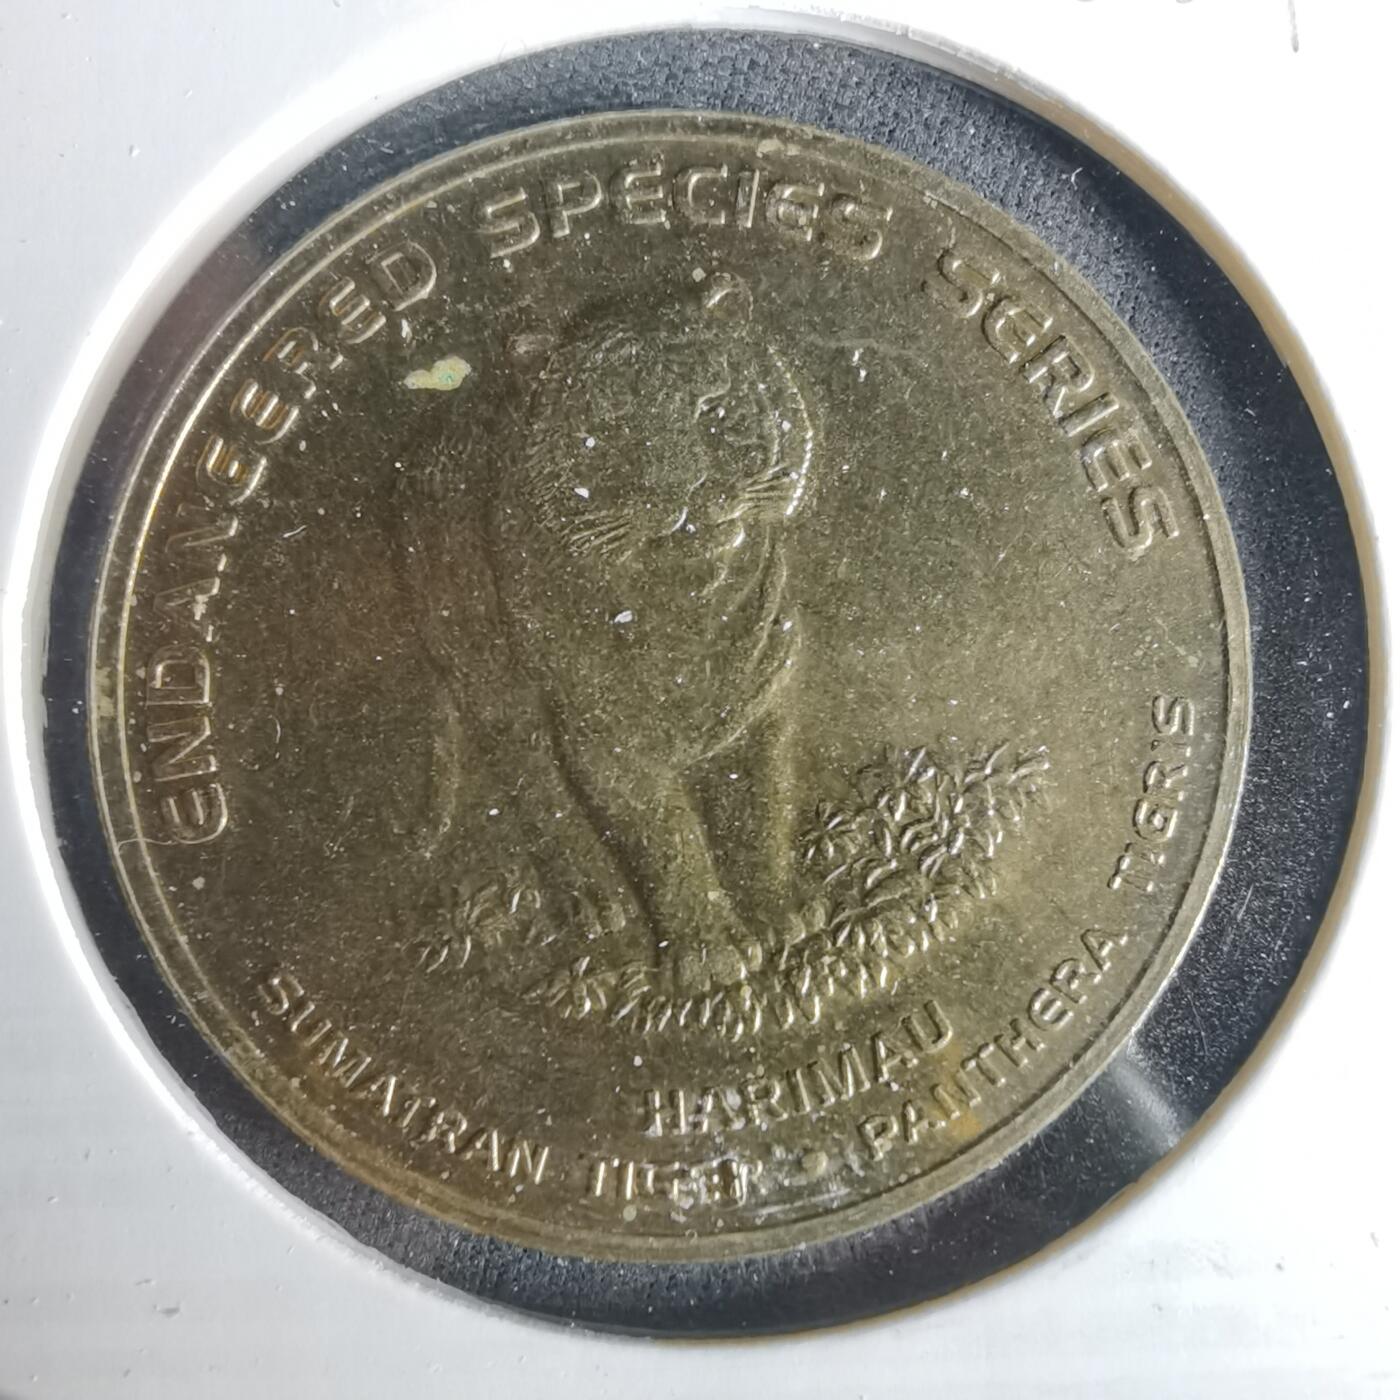 ENDANGERED SPECIES SERIES
HARIMAU
SUMATRAN TIGER • PANTHERA TIGRIS